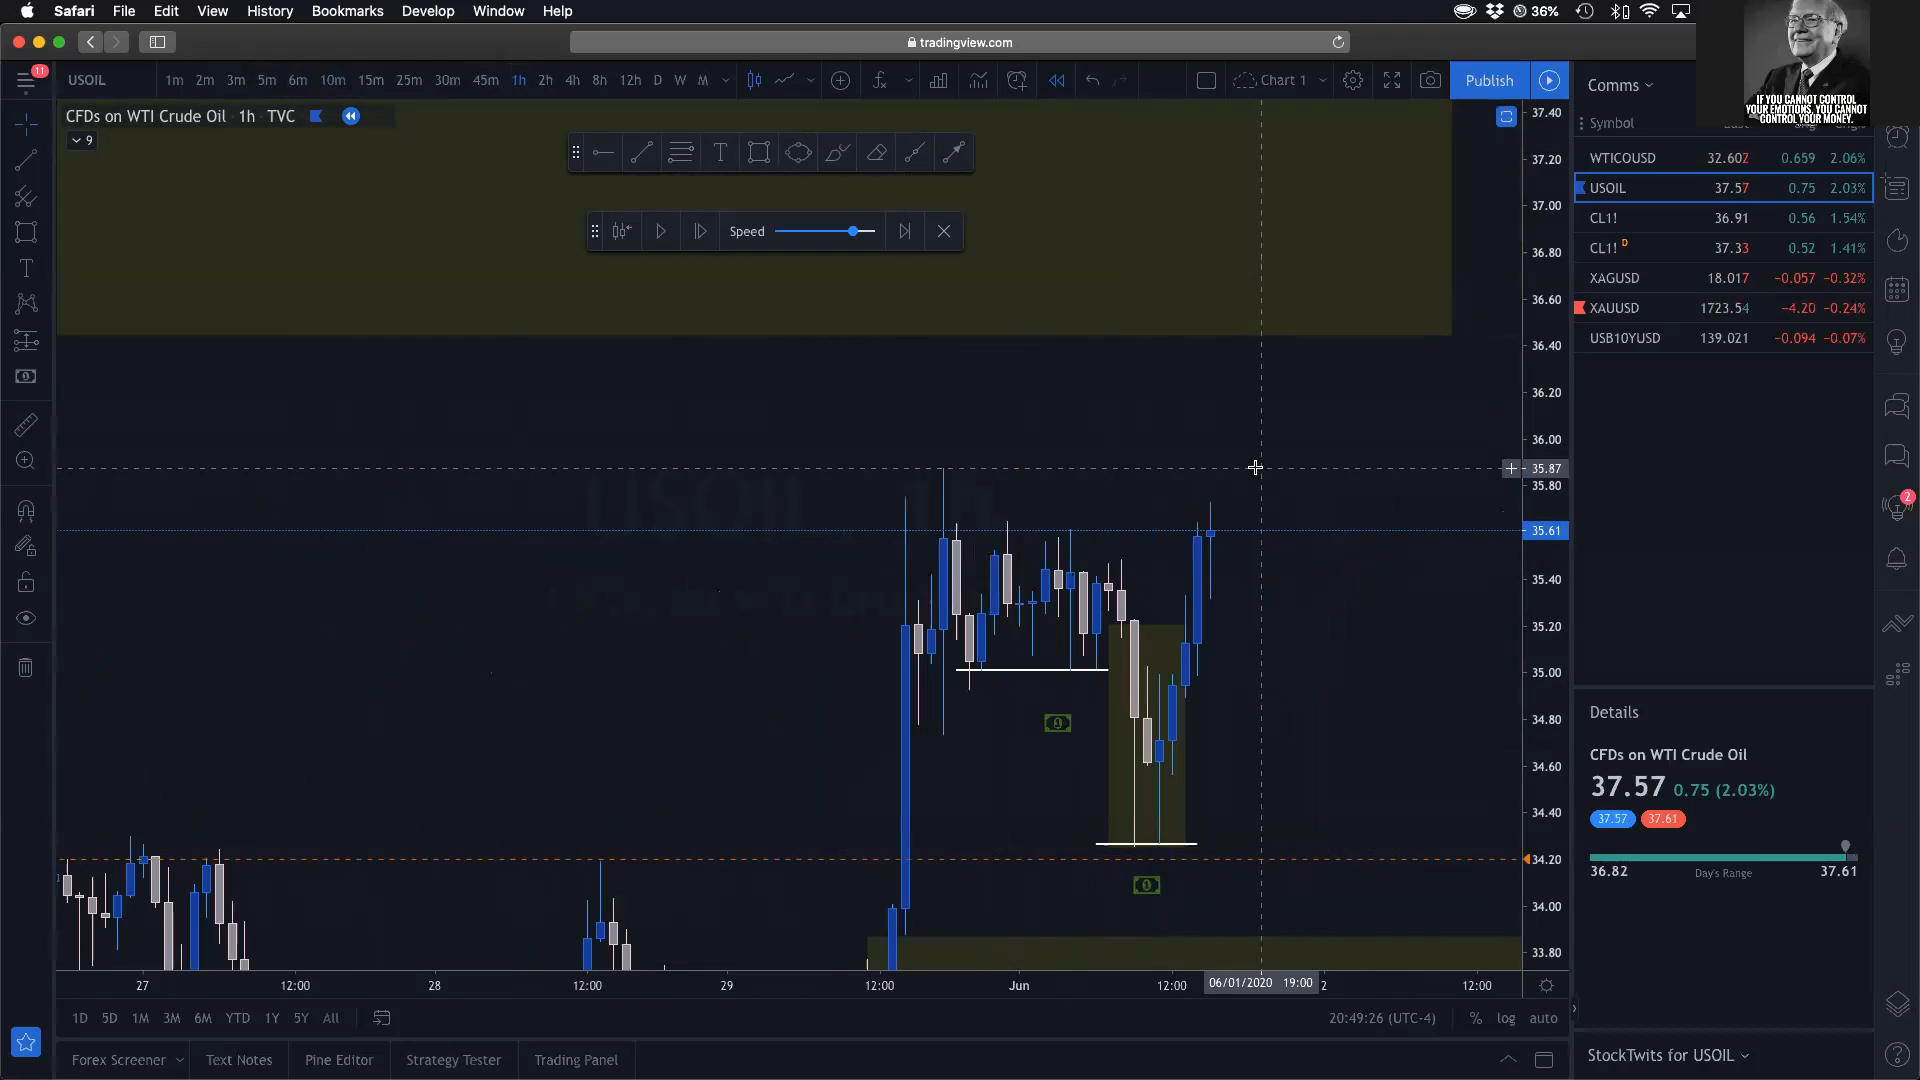 Safari File Edit View History Bookmarks Develop Window Help 36%
tradingview.com
IF YOU CANNOT CONTROL
YOUR EMOTIONS, YOU CANNOT
CONTROL YOUR MONEY.
11 USOIL 1m 2m 3m 5m 6m 10m 15m 25m 30m 45m 1h 2h 4h 8h 12h D W M Chart 1 Publish
Comms
CFDs on WTI Crude Oil · 1h · TVC
9
Speed
Symbol
WTICOUSD 32.602 0.659 2.06%
USOIL 37.57 0.75 2.03%
CL1! 36.91 0.56 1.54%
CL1! D 37.33 0.52 1.41%
XAGUSD 18.017 −0.057 −0.32%
XAUUSD 1723.54 −4.20 −0.24%
USB10YUSD 139.021 −0.094 −0.07%
37.40
37.20
37.00
36.80
36.60
36.40
36.20
36.00
35.87
35.80
35.61
35.40
35.20
35.00
34.80
34.60
34.40
34.20
34.00
33.80
2
27 12:00 28 12:00 29 12:00 Jun 12:00 06/01/2020 19:00 2 12:00
1D 5D 1M 3M 6M YTD 1Y 5Y All 20:49:26 (UTC-4) % log auto
Forex Screener Text Notes Pine Editor Strategy Tester Trading Panel
Details
CFDs on WTI Crude Oil
37.57 0.75 (2.03%)
37.57 37.61
36.82 Day's Range 37.61
StockTwits for USOIL